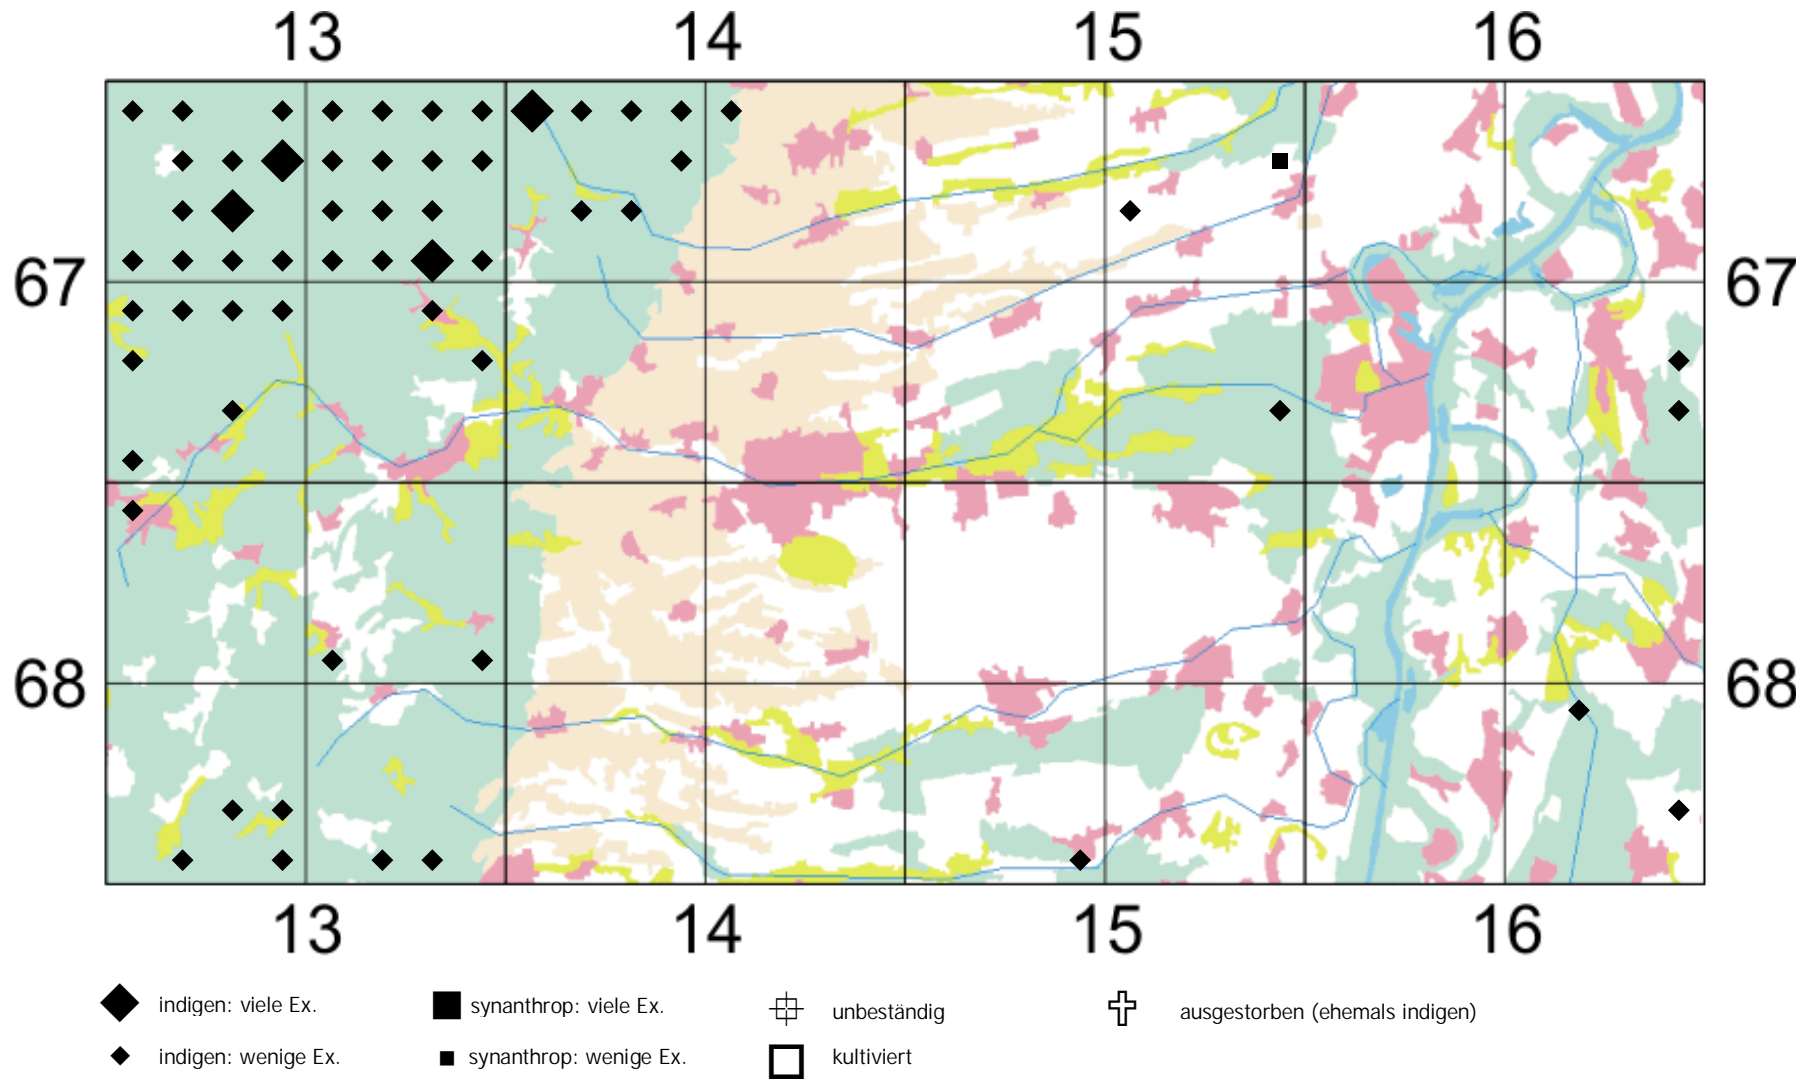 13 14 15 16
67 67
68 68
13 14 15 16
indigen: viele Ex. synanthrop: viele Ex. unbeständig ausgestorben (ehemals indigen)
indigen: wenige Ex. synanthrop: wenige Ex. kultiviert